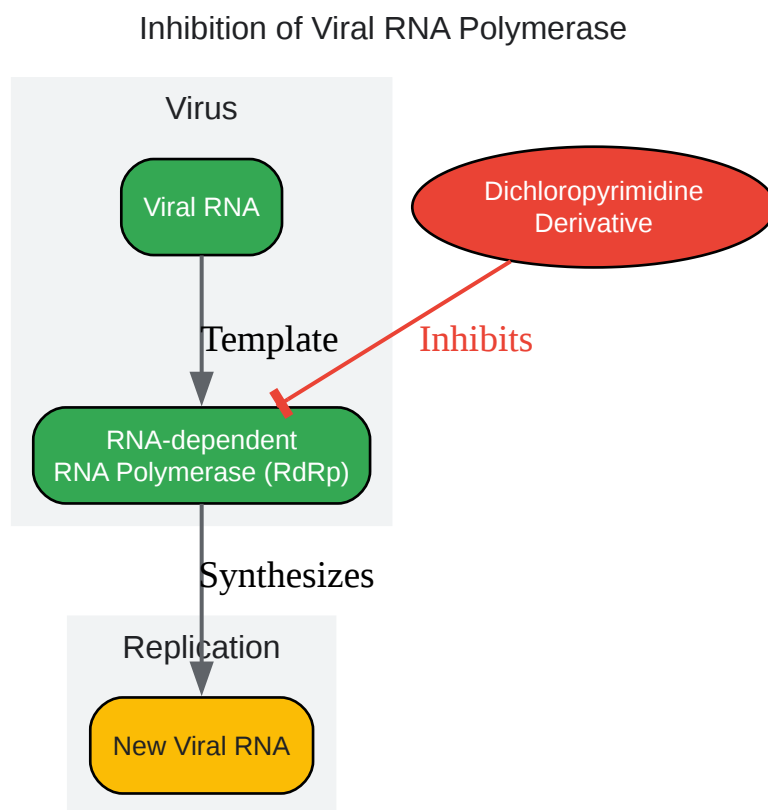 Inhibition of Viral RNA Polymerase
Virus
Viral RNA
Dichloropyrimidine
Derivative
Template
Inhibits
RNA-dependent
RNA Polymerase (RdRp)
Synthesizes
Replication
New Viral RNA